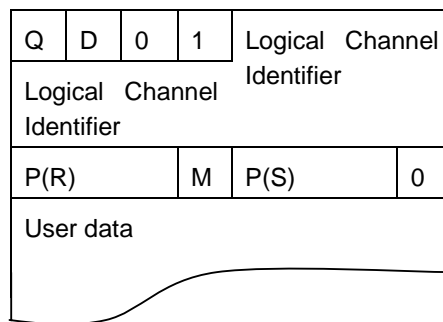 Q D 0 1 Logical Channel
Identifier
Logical Channel
Identifier
P(R) M P(S) 0
User data